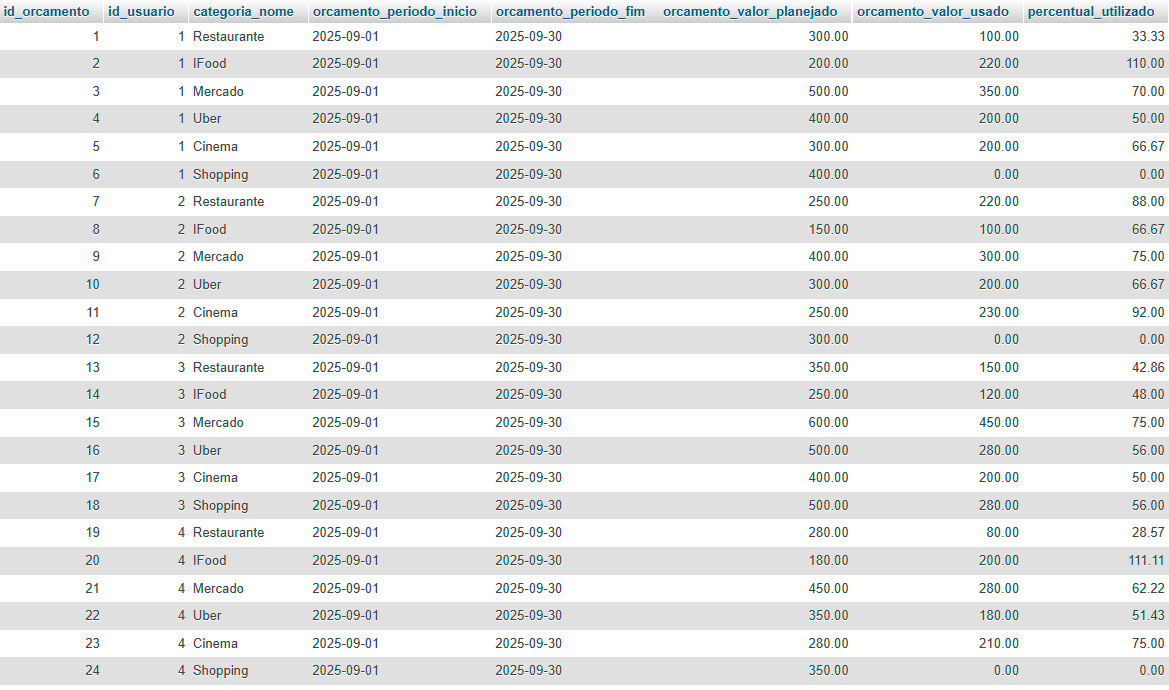 id_orcamento id_usuario categoria_nome orcamento_periodo_inicio orcamento_periodo_fim orcamento_valor_planejado orcamento_valor_usado percentual_utilizado
1 1 Restaurante 2025-09-01 2025-09-30 300.00 100.00 33.33
2 1 IFood 2025-09-01 2025-09-30 200.00 220.00 110.00
3 1 Mercado 2025-09-01 2025-09-30 500.00 350.00 70.00
4 1 Uber 2025-09-01 2025-09-30 400.00 200.00 50.00
5 1 Cinema 2025-09-01 2025-09-30 300.00 200.00 66.67
6 1 Shopping 2025-09-01 2025-09-30 400.00 0.00 0.00
7 2 Restaurante 2025-09-01 2025-09-30 250.00 220.00 88.00
8 2 IFood 2025-09-01 2025-09-30 150.00 100.00 66.67
9 2 Mercado 2025-09-01 2025-09-30 400.00 300.00 75.00
10 2 Uber 2025-09-01 2025-09-30 300.00 200.00 66.67
11 2 Cinema 2025-09-01 2025-09-30 250.00 230.00 92.00
12 2 Shopping 2025-09-01 2025-09-30 300.00 0.00 0.00
13 3 Restaurante 2025-09-01 2025-09-30 350.00 150.00 42.86
14 3 IFood 2025-09-01 2025-09-30 250.00 120.00 48.00
15 3 Mercado 2025-09-01 2025-09-30 600.00 450.00 75.00
16 3 Uber 2025-09-01 2025-09-30 500.00 280.00 56.00
17 3 Cinema 2025-09-01 2025-09-30 400.00 200.00 50.00
18 3 Shopping 2025-09-01 2025-09-30 500.00 280.00 56.00
19 4 Restaurante 2025-09-01 2025-09-30 280.00 80.00 28.57
20 4 IFood 2025-09-01 2025-09-30 180.00 200.00 111.11
21 4 Mercado 2025-09-01 2025-09-30 450.00 280.00 62.22
22 4 Uber 2025-09-01 2025-09-30 350.00 180.00 51.43
23 4 Cinema 2025-09-01 2025-09-30 280.00 210.00 75.00
24 4 Shopping 2025-09-01 2025-09-30 350.00 0.00 0.00